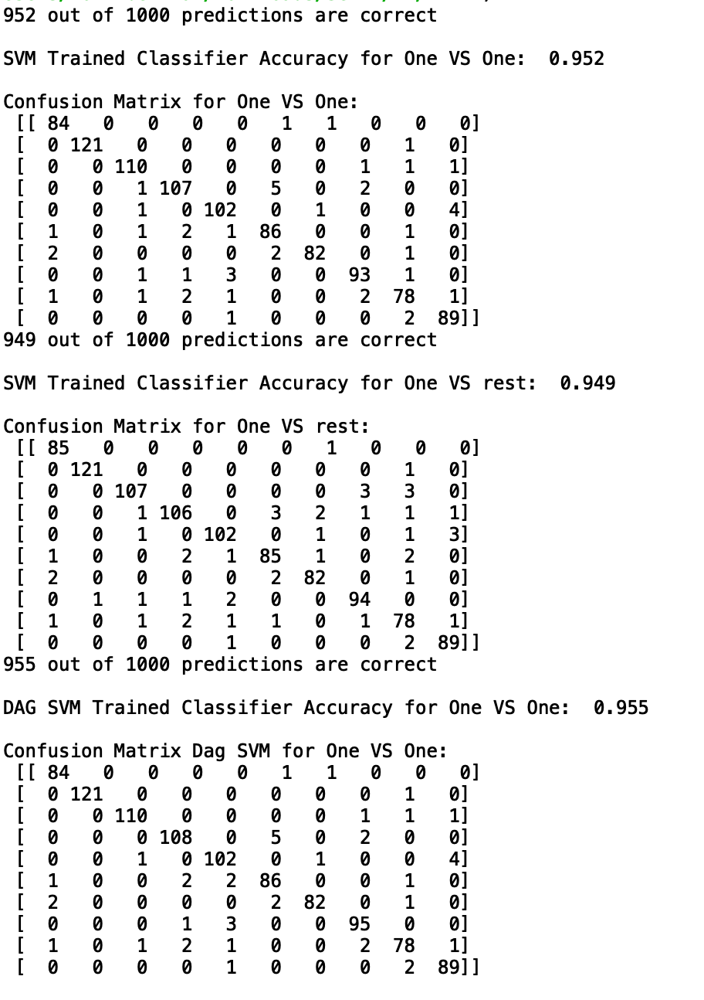 952 out of 1000 predictions are correct
SVM Trained Classifier Accuracy for One VS One:  0.952
Confusion Matrix for One VS One:
 [[ 84   0   0   0   0   1   1   0   0   0]
 [  0 121   0   0   0   0   0   0   1   0]
 [  0   0 110   0   0   0   0   1   1   1]
 [  0   0   1 107   0   5   0   2   0   0]
 [  0   0   1   0 102   0   1   0   0   4]
 [  1   0   1   2   1  86   0   0   1   0]
 [  2   0   0   0   0   2  82   0   1   0]
 [  0   0   1   1   3   0   0  93   1   0]
 [  1   0   1   2   1   0   0   2  78   1]
 [  0   0   0   0   1   0   0   0   2  89]]
949 out of 1000 predictions are correct
SVM Trained Classifier Accuracy for One VS rest:  0.949
Confusion Matrix for One VS rest:
 [[ 85   0   0   0   0   0   1   0   0   0]
 [  0 121   0   0   0   0   0   0   1   0]
 [  0   0 107   0   0   0   0   3   3   0]
 [  0   0   1 106   0   3   2   1   1   1]
 [  0   0   1   0 102   0   1   0   1   3]
 [  1   0   0   2   1  85   1   0   2   0]
 [  2   0   0   0   0   2  82   0   1   0]
 [  0   1   1   1   2   0   0  94   0   0]
 [  1   0   1   2   1   1   0   1  78   1]
 [  0   0   0   0   1   0   0   0   2  89]]
955 out of 1000 predictions are correct
DAG SVM Trained Classifier Accuracy for One VS One:  0.955
Confusion Matrix Dag SVM for One VS One:
 [[ 84   0   0   0   0   1   1   0   0   0]
 [  0 121   0   0   0   0   0   0   1   0]
 [  0   0 110   0   0   0   0   1   1   1]
 [  0   0   0 108   0   5   0   2   0   0]
 [  0   0   1   0 102   0   1   0   0   4]
 [  1   0   0   2   2  86   0   0   1   0]
 [  2   0   0   0   0   2  82   0   1   0]
 [  0   0   0   1   3   0   0  95   0   0]
 [  1   0   1   2   1   0   0   2  78   1]
 [  0   0   0   0   1   0   0   0   2  89]]